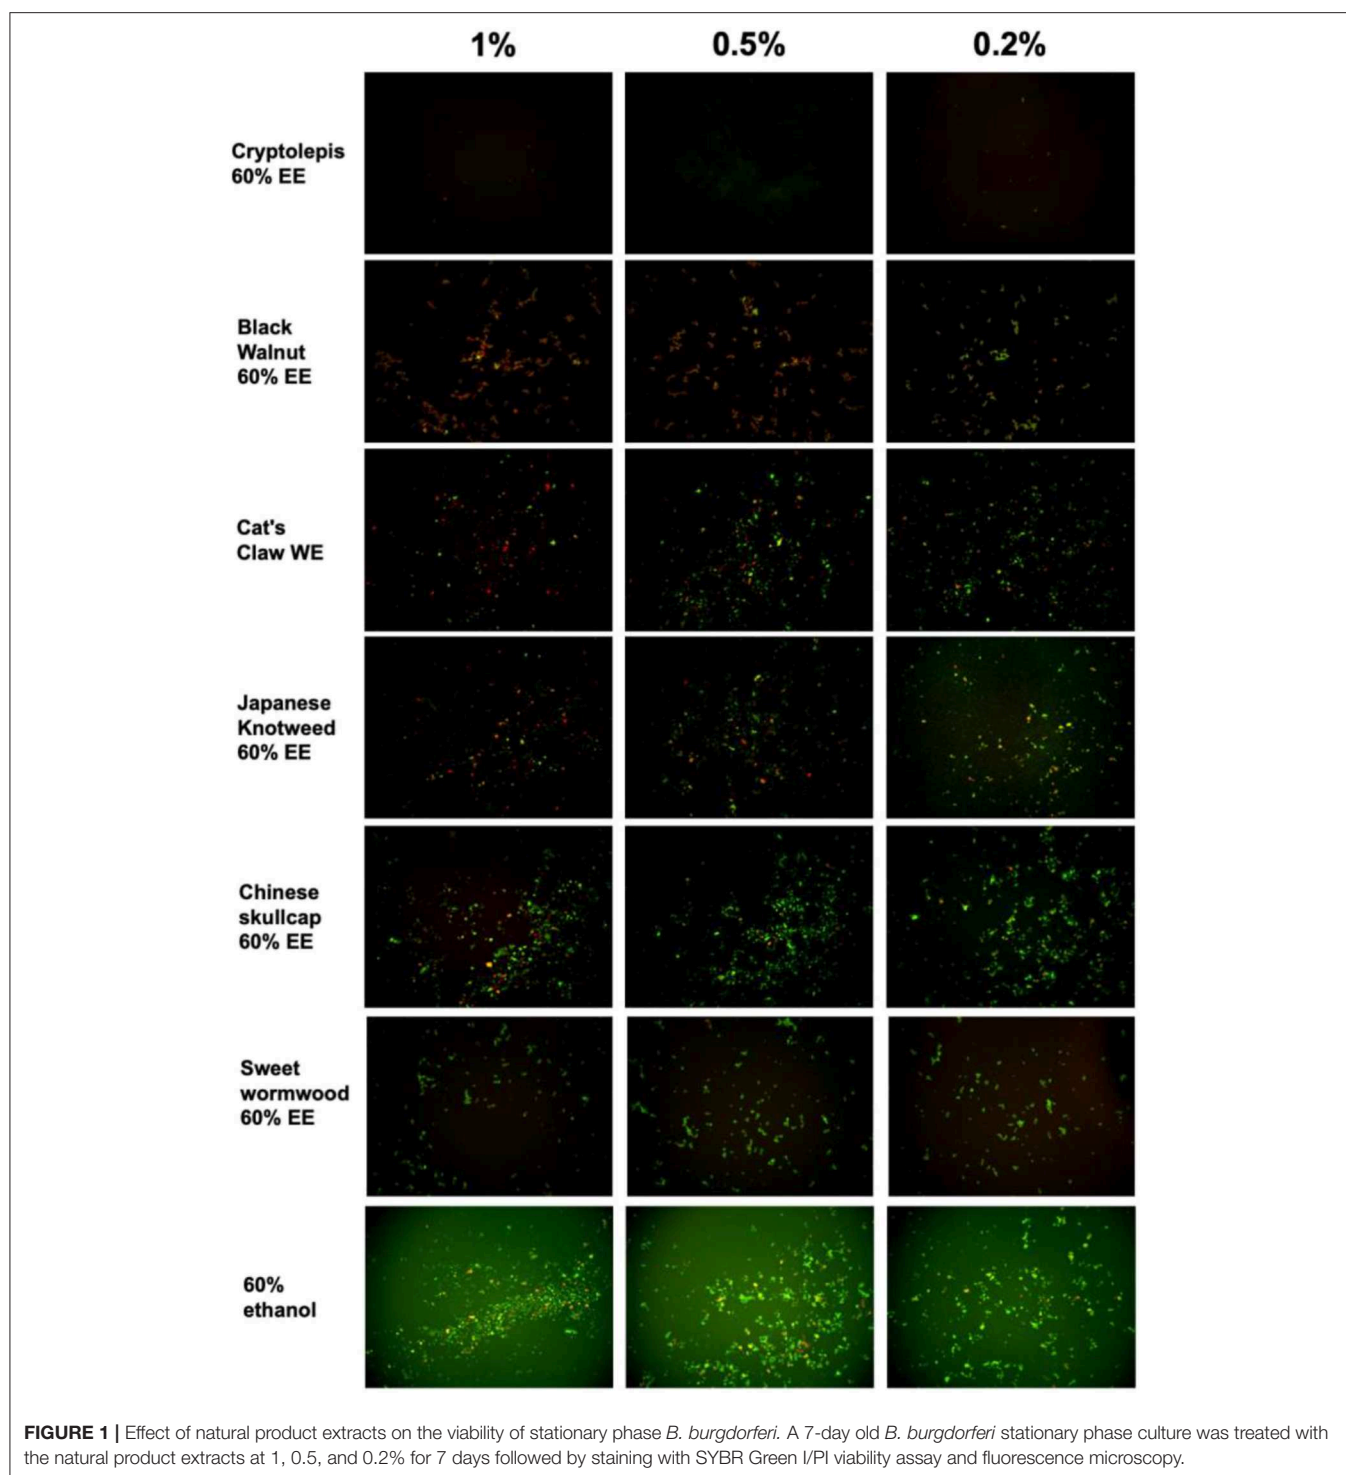 1% 0.5% 0.2%
Cryptolepis
60% EE
Black
Walnut
60% EE
Cat's
Claw WE
Japanese
Knotweed
60% EE
Chinese
skullcap
60% EE
Sweet
wormwood
60% EE
60%
ethanol
FIGURE 1 | Effect of natural product extracts on the viability of stationary phase B. burgdorferi. A 7-day old B. burgdorferi stationary phase culture was treated with
the natural product extracts at 1, 0.5, and 0.2% for 7 days followed by staining with SYBR Green I/PI viability assay and fluorescence microscopy.